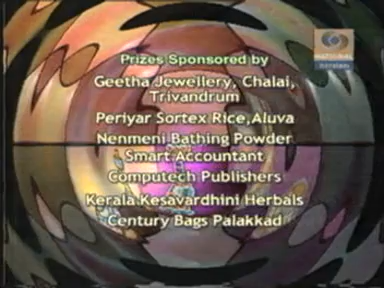 Prizes Sponsored by
Geetha Jewellery, Chalai,
Trivandrum
Periyar Sortex Rice,Aluva
Nenmeni Bathing Powder
Smart Accountant
Computech Publishers
Kerala Kesavardhini Herbals
Century Bags Palakkad